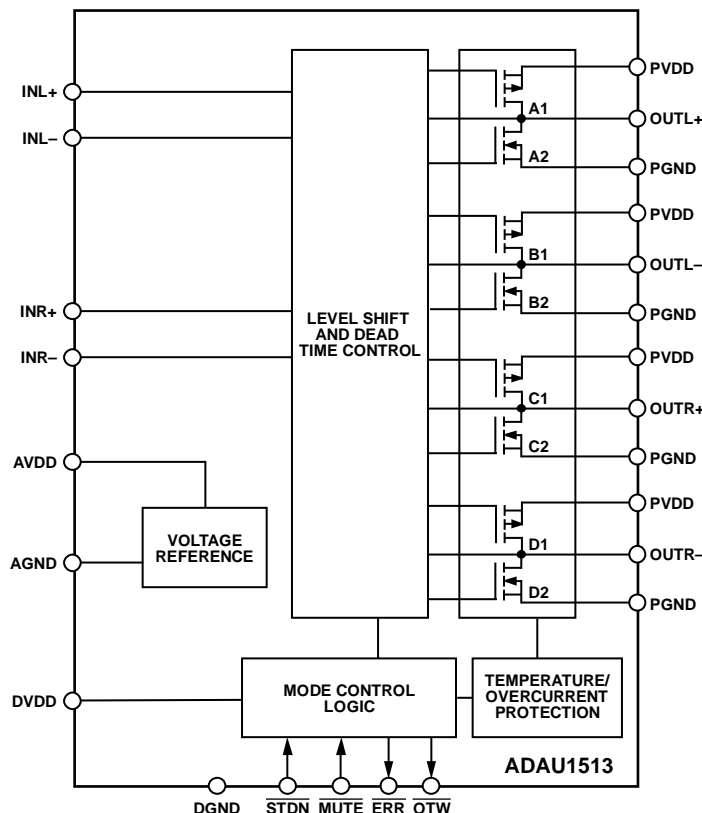 INL+
INL–
INR+
INR–
AVDD
AGND
DVDD
LEVEL SHIFT
AND DEAD
TIME CONTROL
VOLTAGE
REFERENCE
MODE CONTROL
LOGIC
TEMPERATURE/
OVERCURRENT
PROTECTION
A1
A2
B1
B2
C1
C2
D1
D2
PVDD
OUTL+
PGND
PVDD
OUTL–
PGND
PVDD
OUTR+
PGND
PVDD
OUTR–
PGND
ADAU1513
DGND STDN MUTE ERR OTW